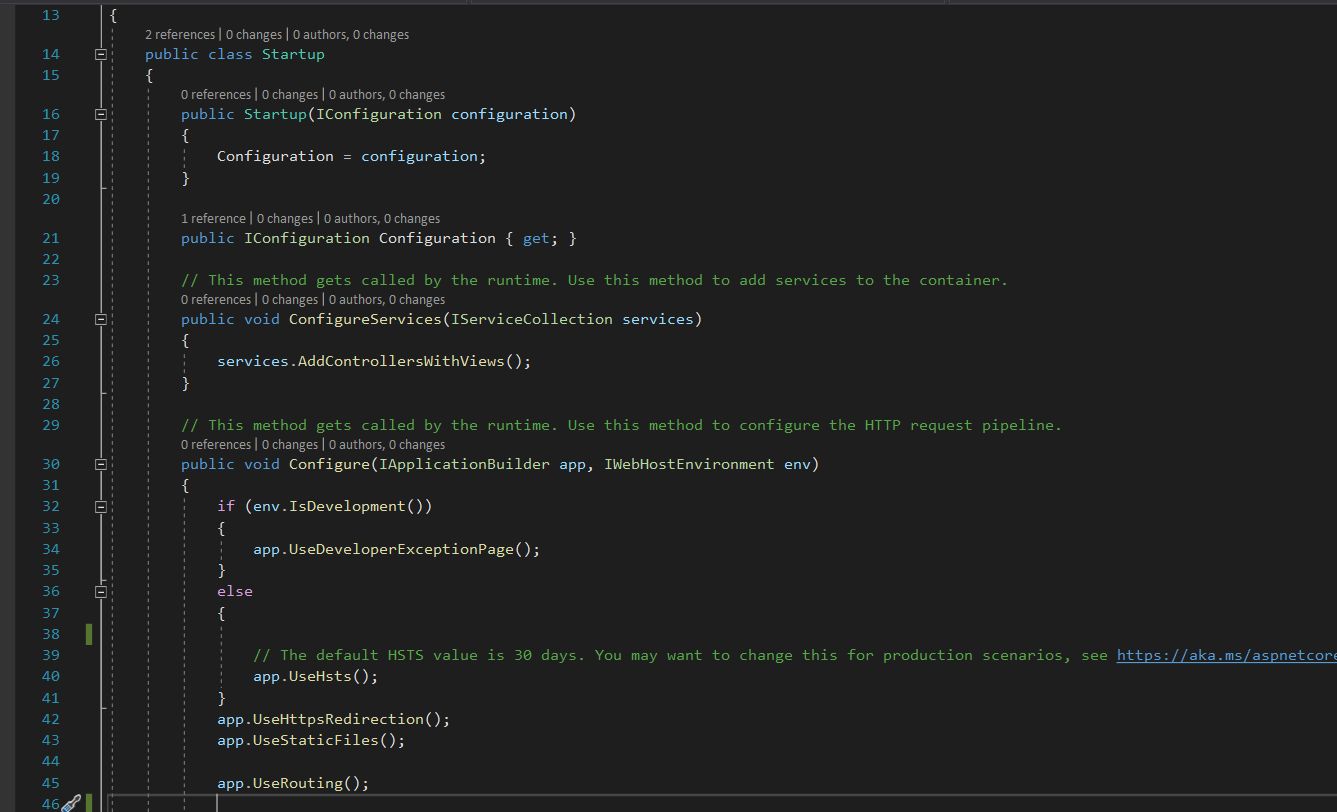 13 {
2 references | 0 changes | 0 authors, 0 changes
14 public class Startup
15 {
0 references | 0 changes | 0 authors, 0 changes
16 public Startup(IConfiguration configuration)
17 {
18 Configuration = configuration;
19 }
20
1 reference | 0 changes | 0 authors, 0 changes
21 public IConfiguration Configuration { get; }
22
23 // This method gets called by the runtime. Use this method to add services to the container.
0 references | 0 changes | 0 authors, 0 changes
24 public void ConfigureServices(IServiceCollection services)
25 {
26 services.AddControllersWithViews();
27 }
28
29 // This method gets called by the runtime. Use this method to configure the HTTP request pipeline.
0 references | 0 changes | 0 authors, 0 changes
30 public void Configure(IApplicationBuilder app, IWebHostEnvironment env)
31 {
32 if (env.IsDevelopment())
33 {
34 app.UseDeveloperExceptionPage();
35 }
36 else
37 {
38
39 // The default HSTS value is 30 days. You may want to change this for production scenarios, see https://aka.ms/aspnetcore
40 app.UseHsts();
41 }
42 app.UseHttpsRedirection();
43 app.UseStaticFiles();
44
45 app.UseRouting();
46